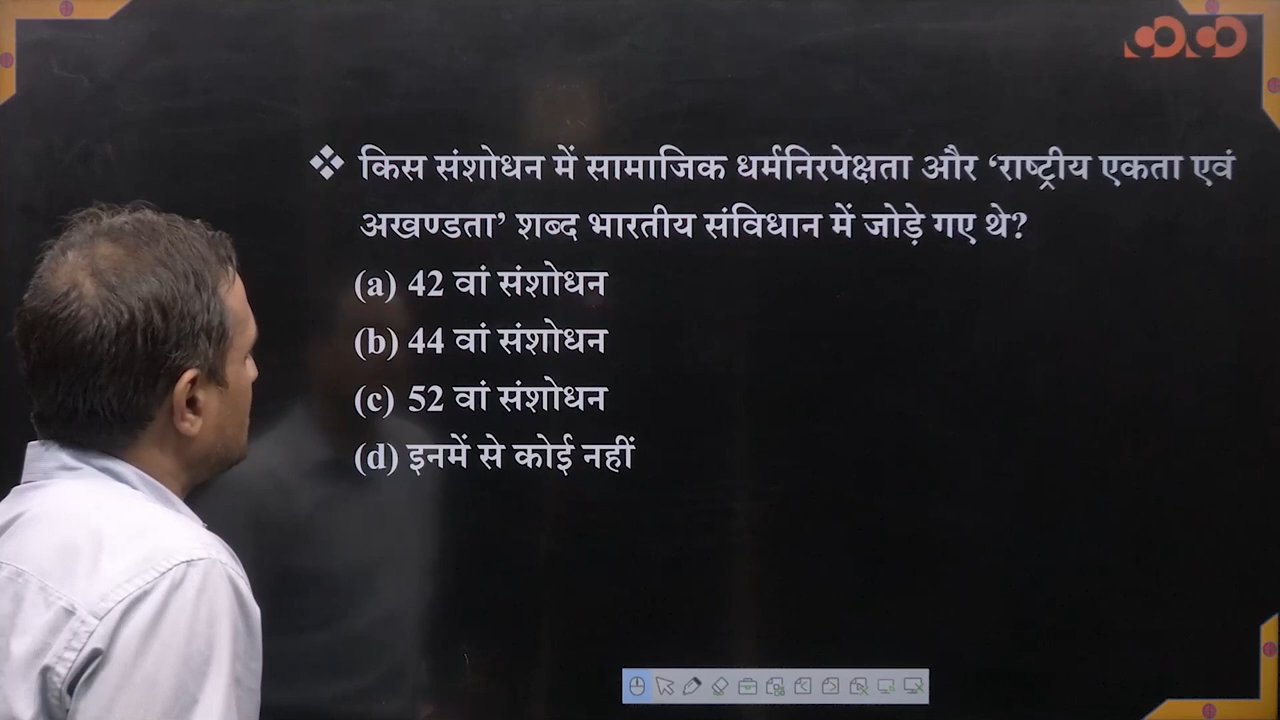 ❖ किस संशोधन में सामाजिक धर्मनिरपेक्षता और ‘राष्ट्रीय एकता एवं
अखण्डता’ शब्द भारतीय संविधान में जोड़े गए थे?
(a) 42 वां संशोधन
(b) 44 वां संशोधन
(c) 52 वां संशोधन
(d) इनमें से कोई नहीं